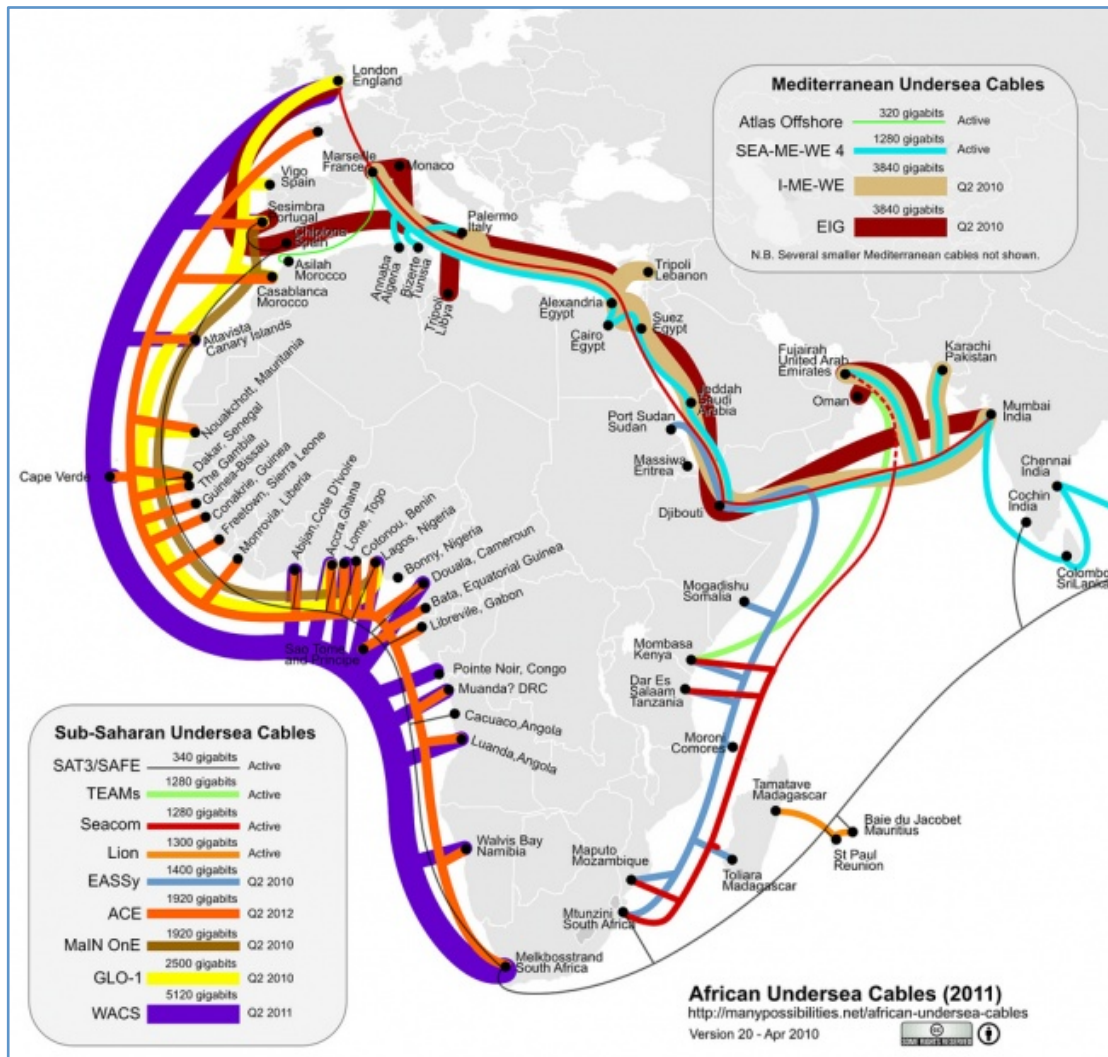 London
England
Marseille
France
Monaco
Vigo
Spain
Sesimbra
Portugal
Chipiona
Spain
Palermo
Italy
Asilah
Morocco
Casablanca
Morocco
Annaba
Algeria
Bizerte
Tunisia
Tripoli
Libya
Tripoli
Lebanon
Alexandria
Egypt
Cairo
Egypt
Suez
Egypt
Altavista
Canary Islands
Jeddah
Saudi
Arabia
Fujairah
United Arab
Emirates
Oman
Karachi
Pakistan
Mumbai
India
Port Sudan
Sudan
Massiwa
Eritrea
Djibouti
Chennai
India
Cochin
India
Colombo
SriLanka
Nouakchott, Mauritania
Dakar, Senegal
The Gambia
Guinea-Bissau
Conakrie, Guinea
Freetown, Sierra Leone
Monrovia, Liberia
Cape Verde
Abijan,Cote D'Ivoire
Accra,Ghana
Lome, Togo
Cotonou, Benin
Lagos, Nigeria
Bonny, Nigeria
Douala, Cameroun
Bata, Equatorial Guinea
Libreville, Gabon
Sao Tome
and Principe
Pointe Noir, Congo
Muanda? DRC
Cacuaco,Angola
Luanda,Angola
Mogadishu
Somalia
Mombasa
Kenya
Dar Es
Salaam
Tanzania
Moroni
Comores
Tamatave
Madagascar
Baie du Jacobet
Mauritius
St Paul
Reunion
Toliara
Madagascar
Walvis Bay
Namibia
Maputo
Mozambique
Mtunzini
South Africa
Melkbosstrand
South Africa
Mediterranean Undersea Cables
Atlas Offshore 320 gigabits Active
SEA-ME-WE 4 1280 gigabits Active
I-ME-WE 3840 gigabits Q2 2010
EIG 3840 gigabits Q2 2010
N.B. Several smaller Mediterranean cables not shown.
Sub-Saharan Undersea Cables
SAT3/SAFE 340 gigabits Active
TEAMs 1280 gigabits Active
Seacom 1280 gigabits Active
Lion 1300 gigabits Active
EASSy 1400 gigabits Q2 2010
ACE 1920 gigabits Q2 2012
MaIN OnE 1920 gigabits Q2 2010
GLO-1 2500 gigabits Q2 2010
WACS 5120 gigabits Q2 2011
African Undersea Cables (2011)
http://manypossibilities.net/african-undersea-cables
Version 20 - Apr 2010
cc
SOME RIGHTS RESERVED